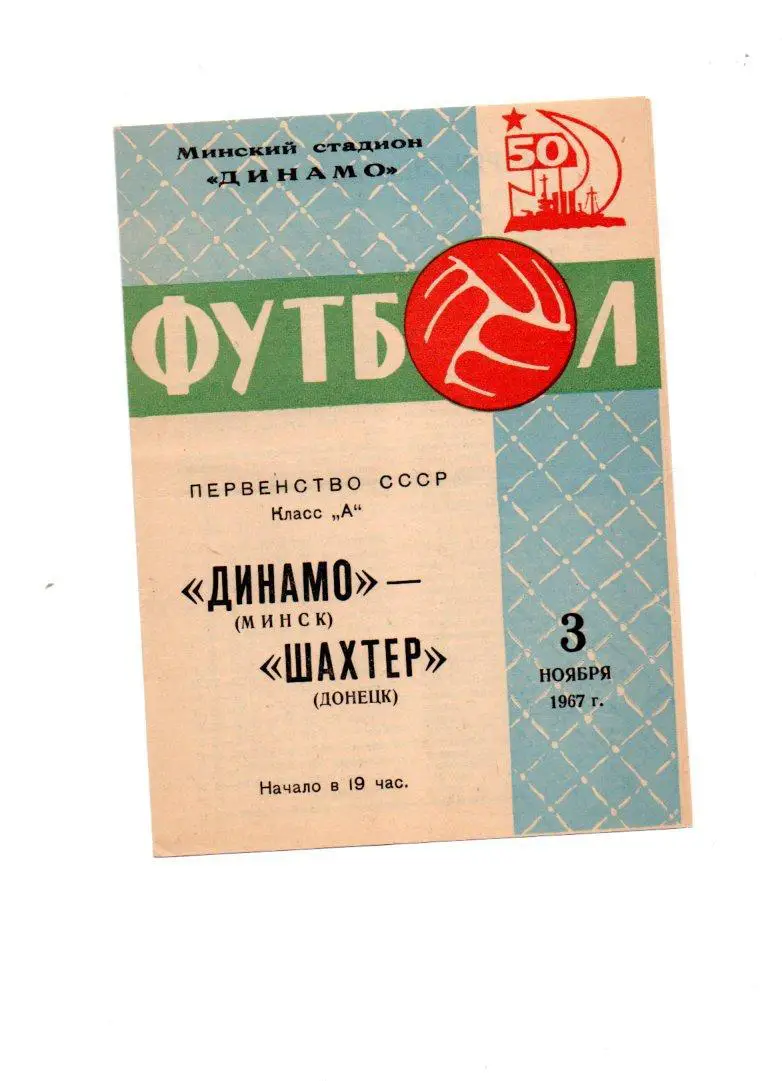 Минский стадион
«ДИНАМО»
50
ФУТБОЛ
ПЕРВЕНСТВО СССР
Класс „А“
«ДИНАМО» —
(МИНСК)
«ШАХТЕР»
(ДОНЕЦК)
3
НОЯБРЯ
1967 г.
Начало в 19 час.